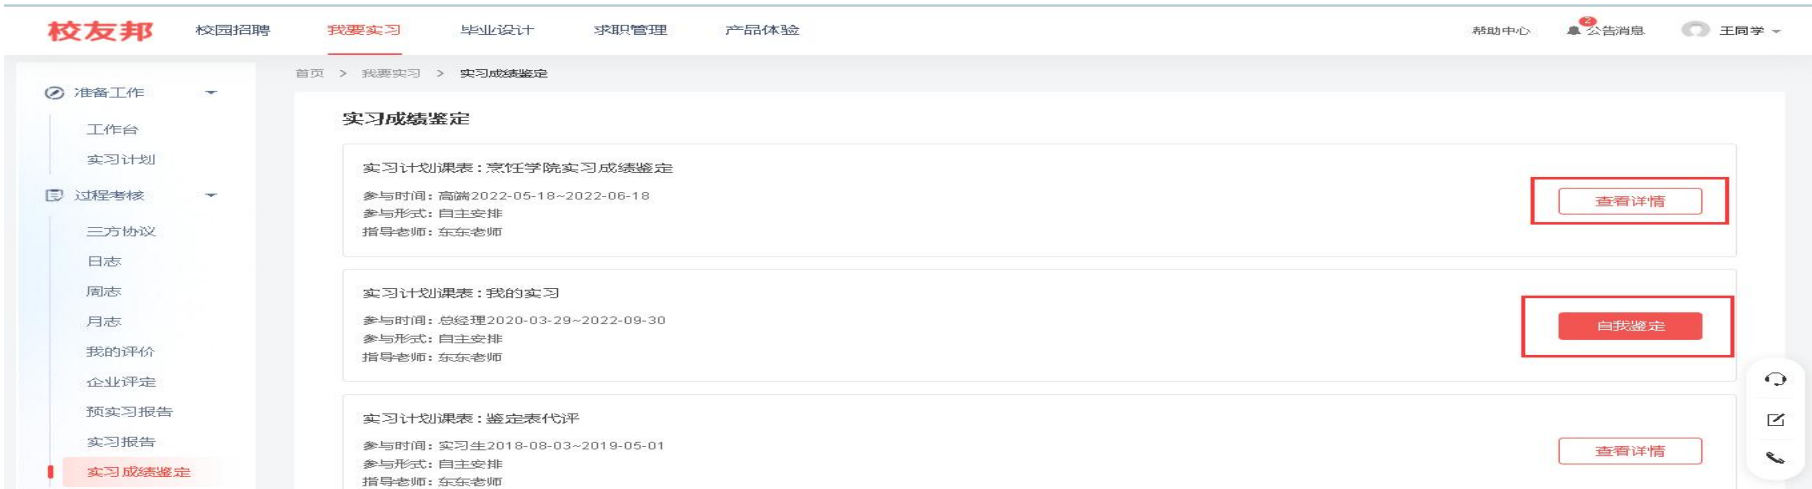 校友邦 校园招聘 我要实习 毕业设计 求职管理 产品体验 帮助中心 2 公告消息 王同学
首页 > 我要实习 > 实习成绩鉴定
准备工作
工作台
实习计划
过程考核
三方协议
日志
周志
月志
我的评价
企业评定
预实习报告
实习报告
实习成绩鉴定
实习成绩鉴定
实习计划课表:烹饪学院实习成绩鉴定
参与时间:高端2022-05-18~2022-06-18
参与形式:自主安排
指导老师:东东老师
查看详情
实习计划课表:我的实习
参与时间:总经理2020-03-29~2022-09-30
参与形式:自主安排
指导老师:东东老师
自我鉴定
实习计划课表:鉴定表代评
参与时间:实习生2018-08-03~2019-05-01
参与形式:自主安排
指导老师:东东老师
查看详情